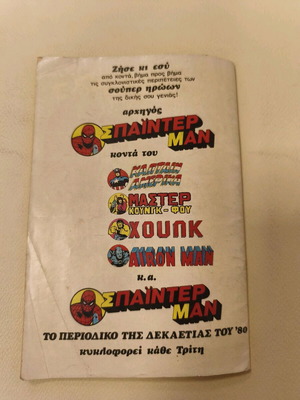 Ζήσε κι εσύ
από κοντά, βήμα προς βήμα
τις συγκλονιστικές περιπέτειες των
σούπερ ηρώων
της δικής σου γενιάς!
αρχηγός
ΣΠΑΪΝΤΕΡ
ΜΑΝ
κοντά του
ΚΑΠΤΑΙΝ
ΑΜΕΡΙΚΑ
ΜΑΣΤΕΡ
ΚΟΥΝΓΚ - ΦΟΥ
ΧΟΥΛΚ
ΑΙΡΟΝ ΜΑΝ
κ.α.
ΣΠΑΪΝΤΕΡ
ΜΑΝ
ΤΟ ΠΕΡΙΟΔΙΚΟ ΤΗΣ ΔΕΚΑΕΤΙΑΣ ΤΟΥ '80
κυκλοφορεί κάθε Τρίτη